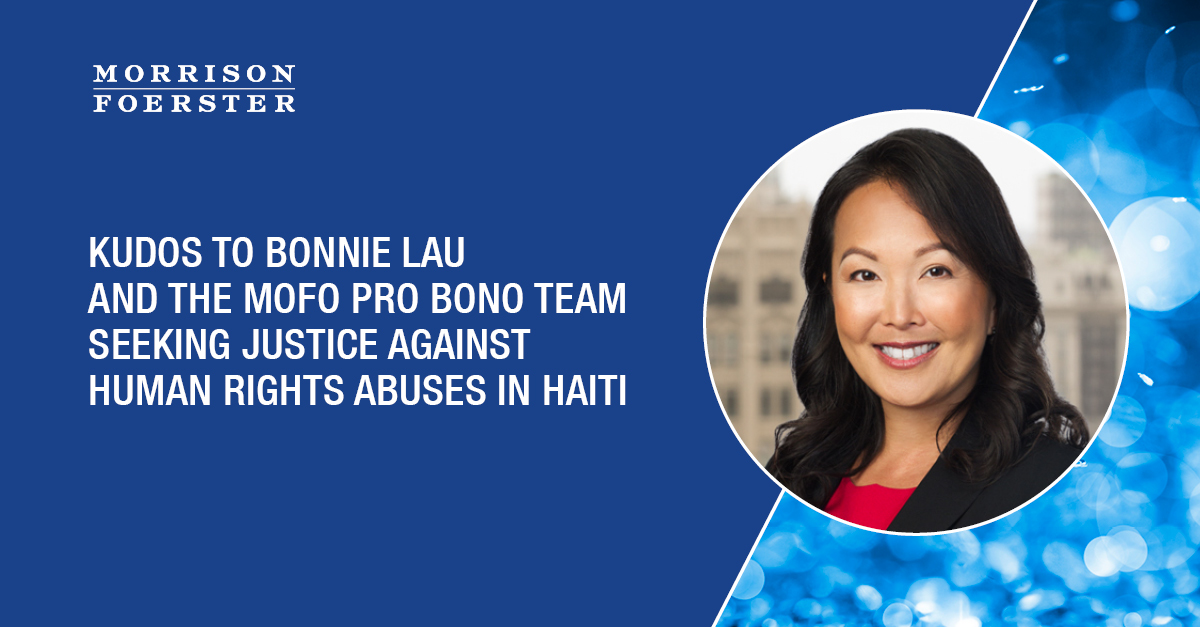 MORRISON
FOERSTER
KUDOS TO BONNIE LAU
AND THE MOFO PRO BONO TEAM
SEEKING JUSTICE AGAINST
HUMAN RIGHTS ABUSES IN HAITI